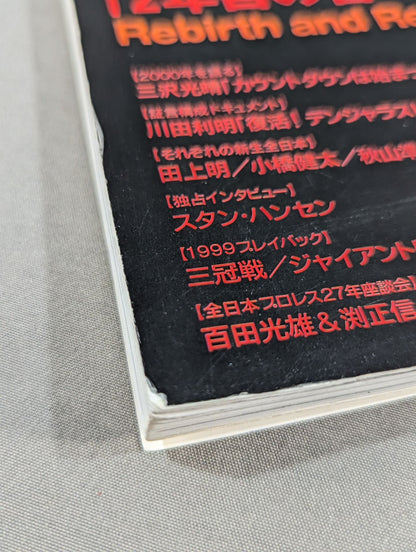 12年目の
Rebirth and Re
【2000年を語る】
三沢光晴「カウントダウンは始ま
【証言構成ドキュメント】
川田利明「復活！デンジャラス
【それぞれの新生全日本】
田上明／小橋健太／秋山準
【独占インタビュー】
スタン・ハンセン
【1999プレイバック】
三冠戦／ジャイアント
【全日本プロレス27年座談会】
百田光雄＆渕正信